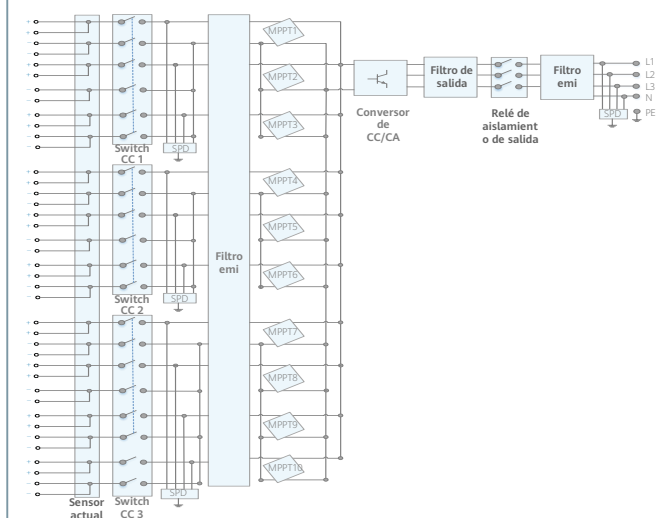 MPPT1
MPPT2
MPPT3
SPD
Switch
CC 1
MPPT4
MPPT5
MPPT6
SPD
Switch
CC 2
Filtro
emi
MPPT7
MPPT8
MPPT9
MPPT10
SPD
Sensor
actual
Switch
CC 3
Conversor
de
CC/CA
Filtro de
salida
Relé de
aislamient
o de salida
Filtro
emi
SPD
L1
L2
L3
N
PE